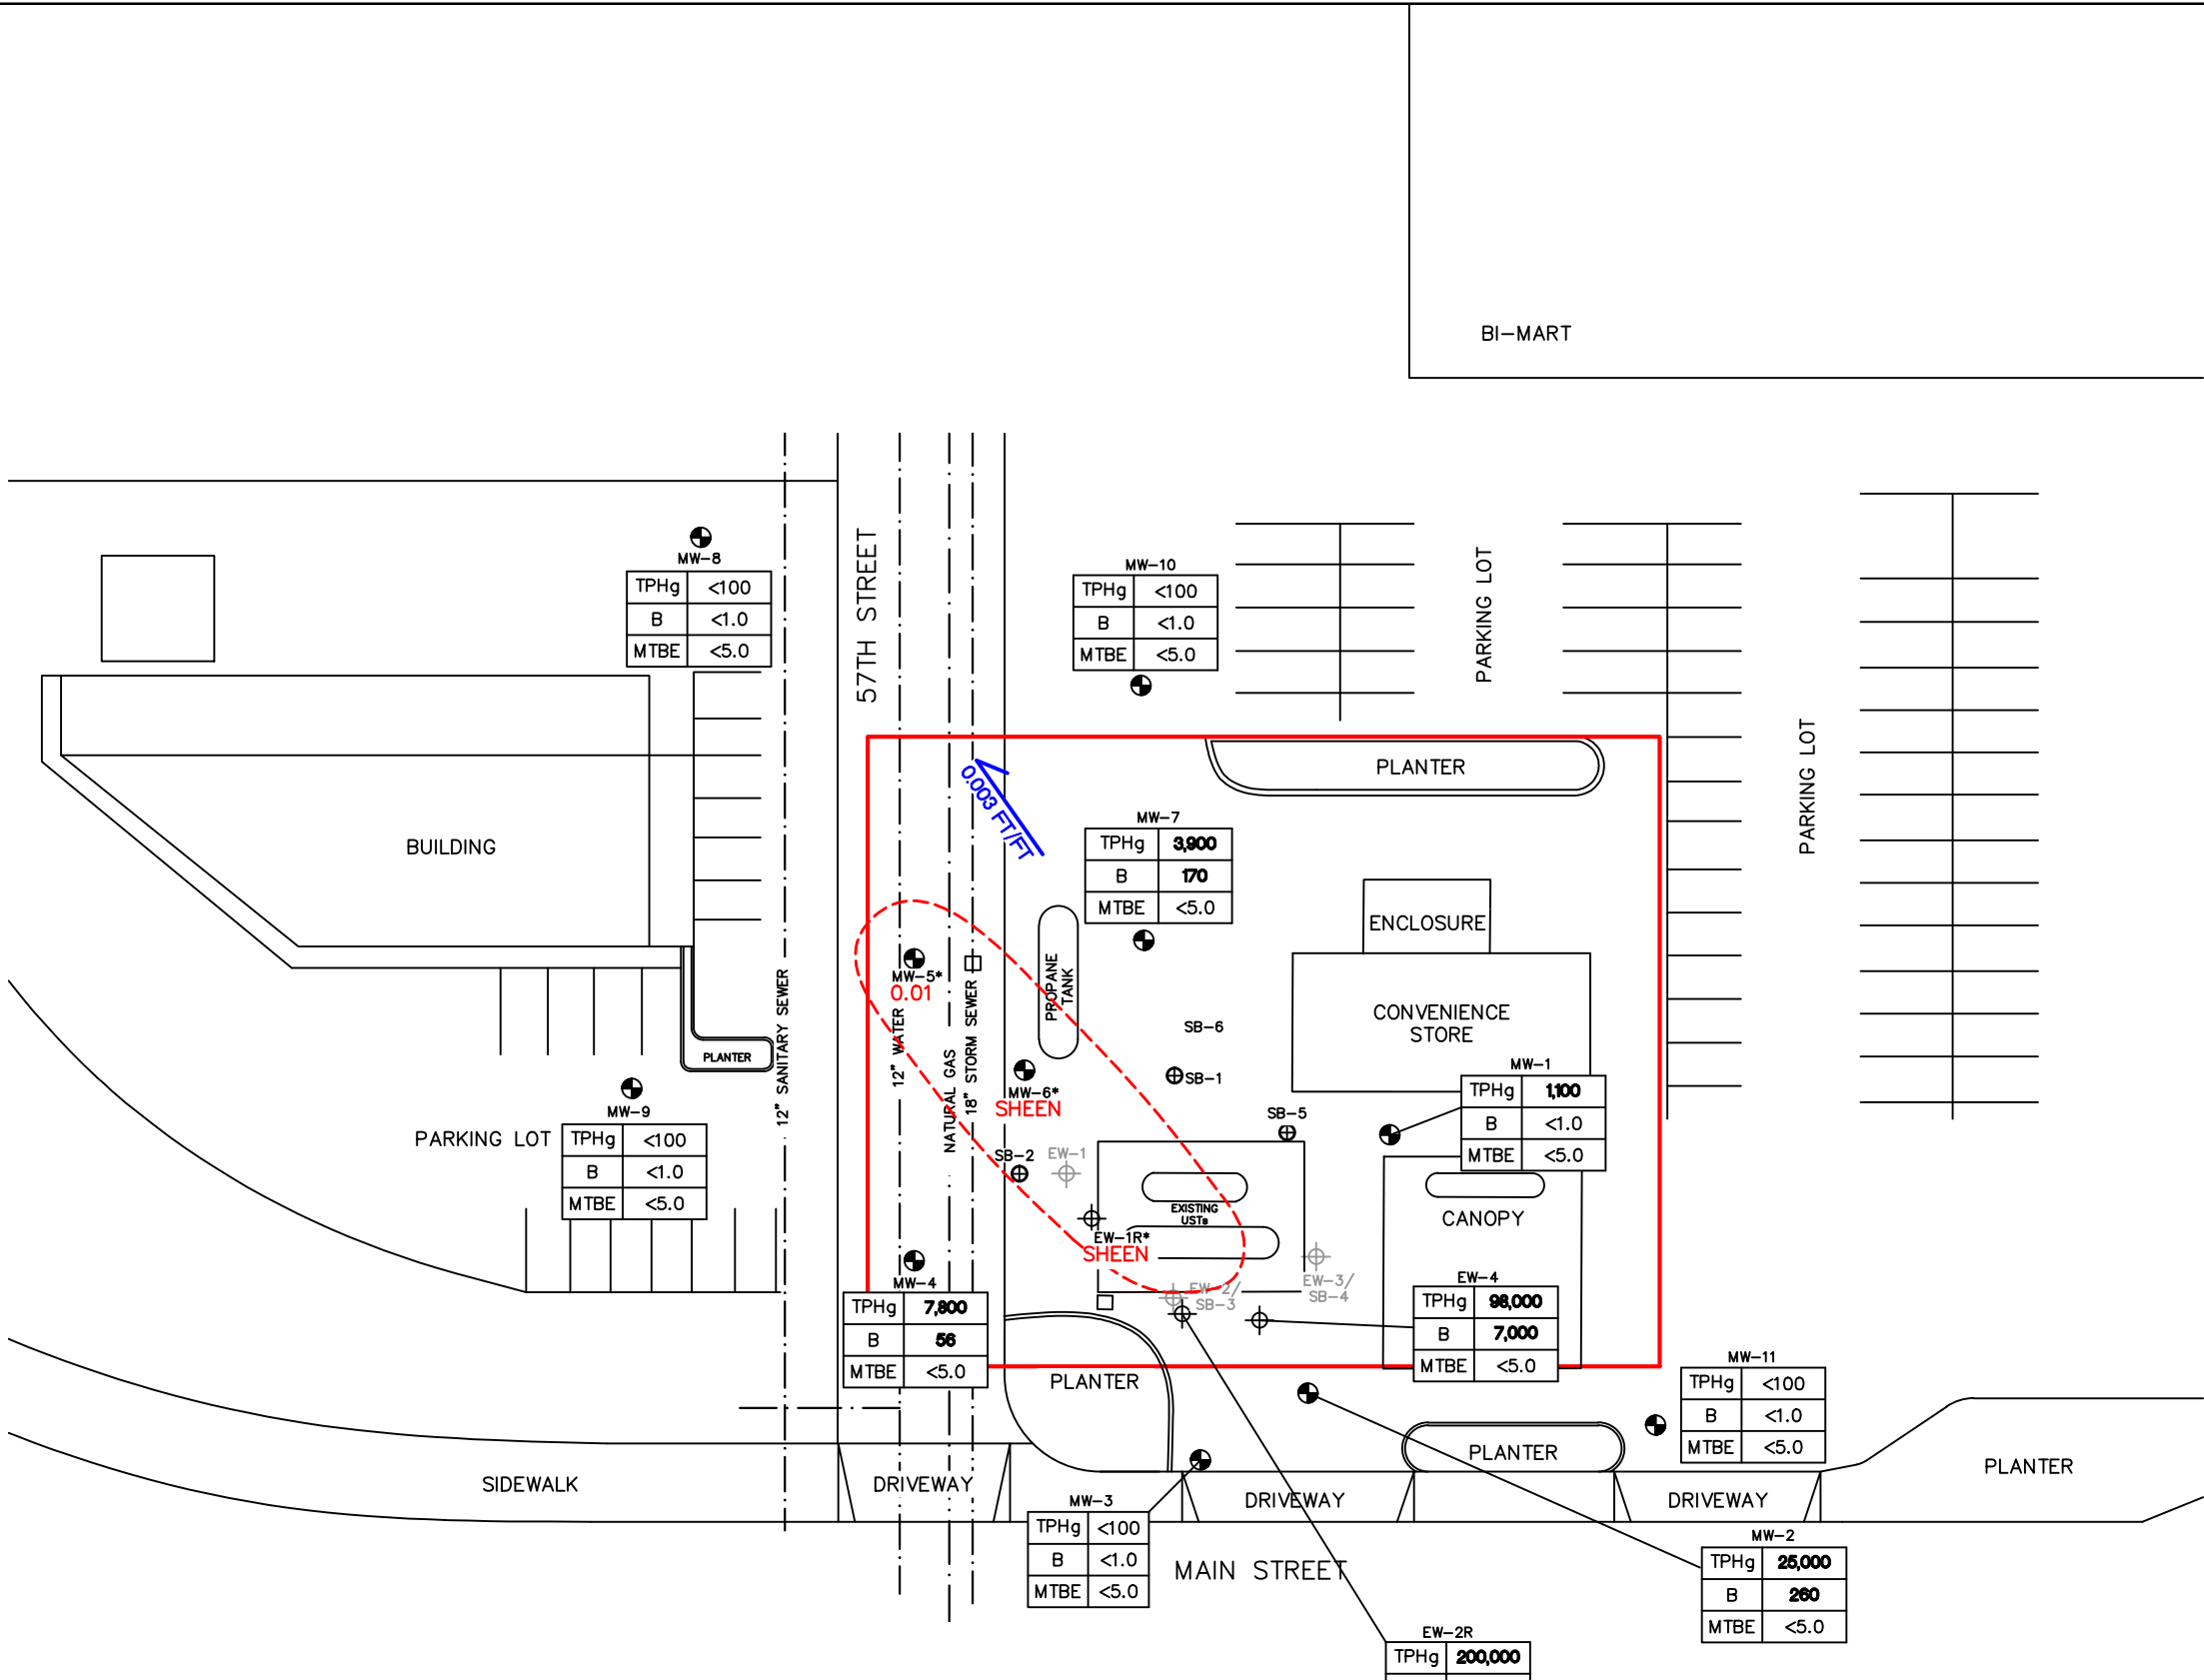 BI-MART
57TH STREET
MW-8
TPHg <100
B <1.0
MTBE <5.0
MW-10
TPHg <100
B <1.0
MTBE <5.0
PARKING LOT
PARKING LOT
PLANTER
0.003 FT/FT
MW-7
TPHg 3,900
B 170
MTBE <5.0
BUILDING
ENCLOSURE
CONVENIENCE
STORE
PROPANE
TANK
MW-5*
0.01
12" SANITARY SEWER
12" WATER
NATURAL GAS
18" STORM SEWER
SB-6
SB-1
MW-6*
SHEEN
PLANTER
MW-1
TPHg 1,100
B <1.0
MTBE <5.0
SB-5
MW-9
PARKING LOT
TPHg <100
B <1.0
MTBE <5.0
SB-2
EW-1
EXISTING
USTs
CANOPY
EW-1R*
SHEEN
EW-2/
SB-3
EW-3/
SB-4
MW-4
TPHg 7,800
B 56
MTBE <5.0
EW-4
TPHg 98,000
B 7,000
MTBE <5.0
PLANTER
MW-11
TPHg <100
B <1.0
MTBE <5.0
PLANTER
PLANTER
SIDEWALK
DRIVEWAY
DRIVEWAY
DRIVEWAY
MW-3
TPHg <100
B <1.0
MTBE <5.0
MAIN STREET
MW-2
TPHg 25,000
B 260
MTBE <5.0
EW-2R
TPHg 200,000